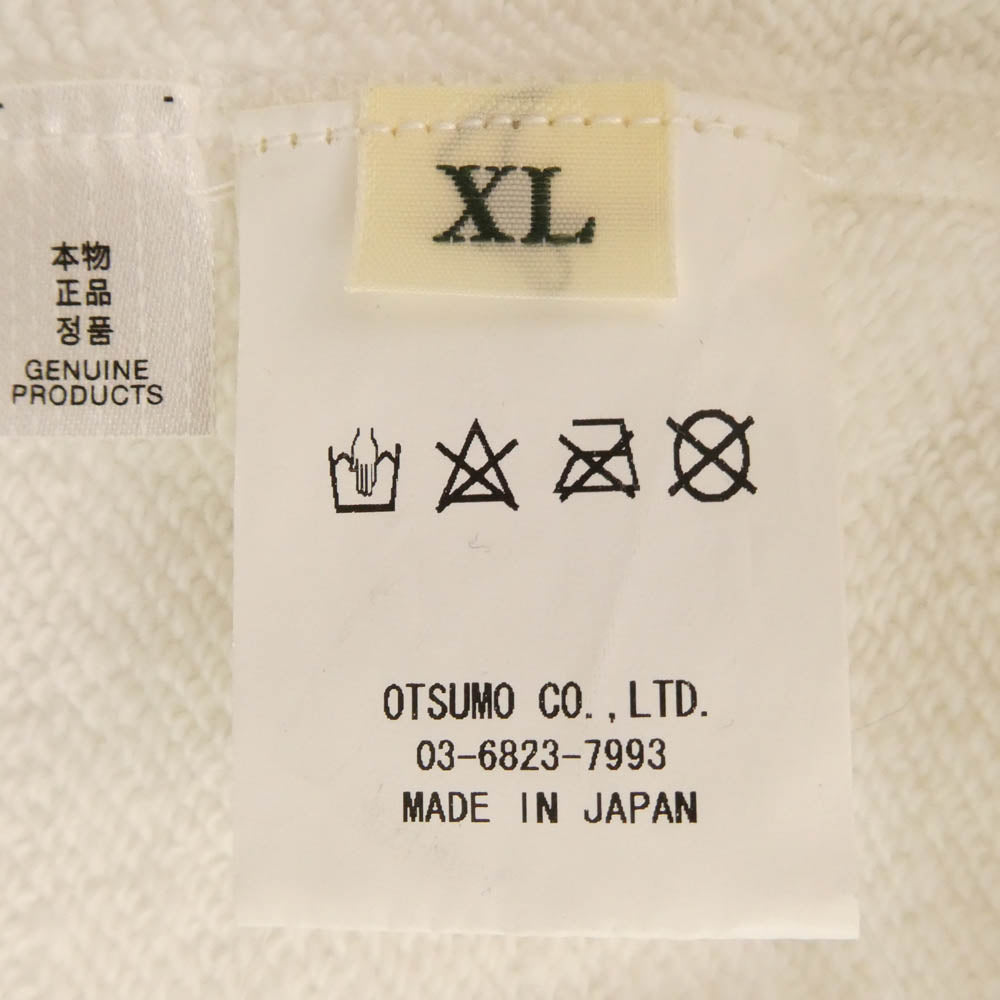 本物
正品
정품
GENUINE
PRODUCTS
XL
OTSUMO CO.,LTD.
03-6823-7993
MADE IN JAPAN